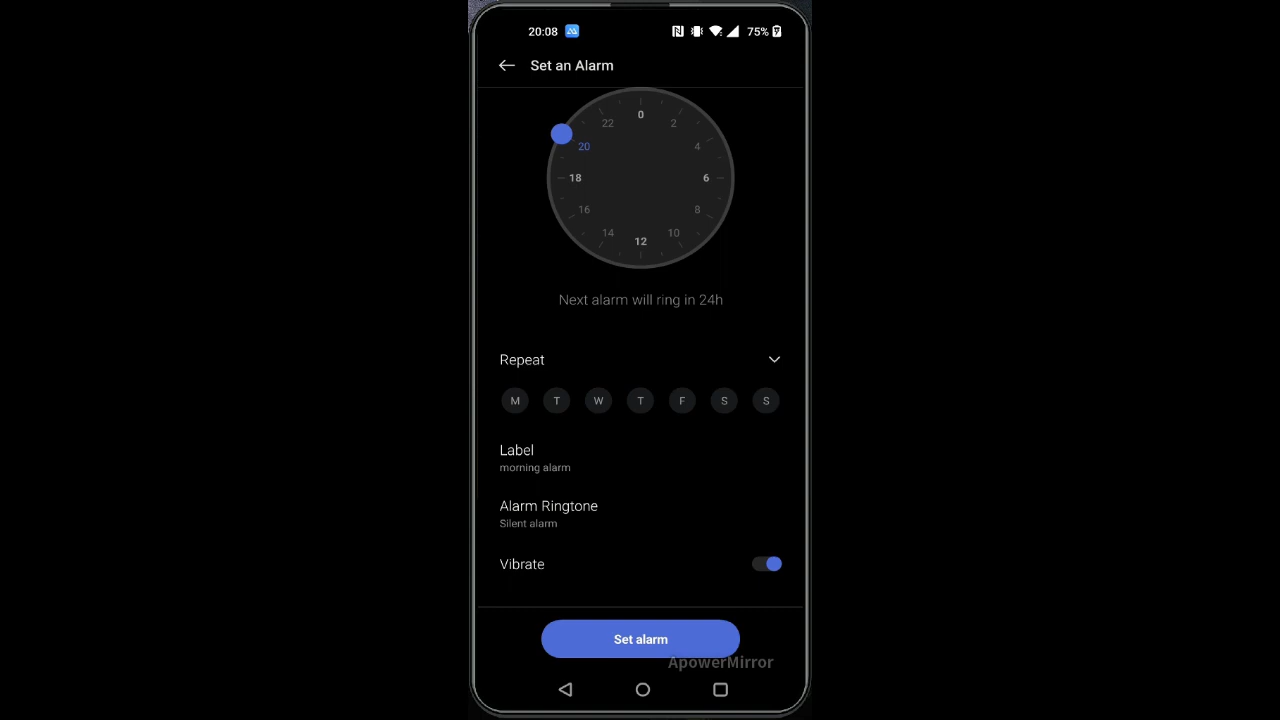 20:08 75%
Set an Alarm
0
22 2
20 4
18 6
16 8
14 10
12
Next alarm will ring in 24h
Repeat
M T W T F S S
Label
morning alarm
Alarm Ringtone
Silent alarm
Vibrate
Set alarm
ApowerMirror